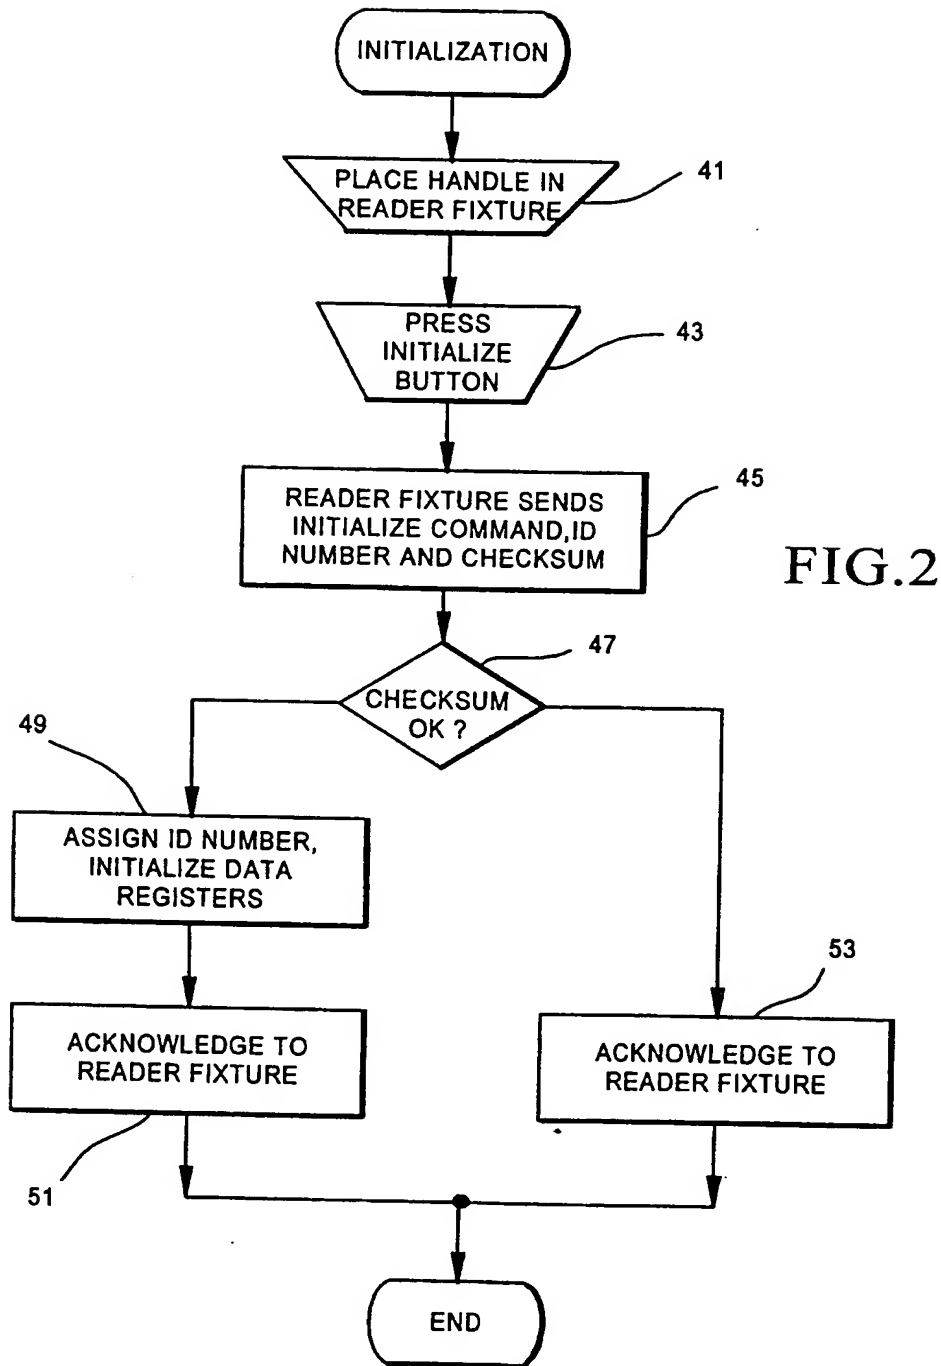 INITIALIZATION
PLACE HANDLE IN
READER FIXTURE
41
PRESS
INITIALIZE
BUTTON
43
READER FIXTURE SENDS
INITIALIZE COMMAND,ID
NUMBER AND CHECKSUM
45
FIG.2
CHECKSUM
OK ?
47
49
ASSIGN ID NUMBER,
INITIALIZE DATA
REGISTERS
53
ACKNOWLEDGE TO
READER FIXTURE
51
ACKNOWLEDGE TO
READER FIXTURE
END